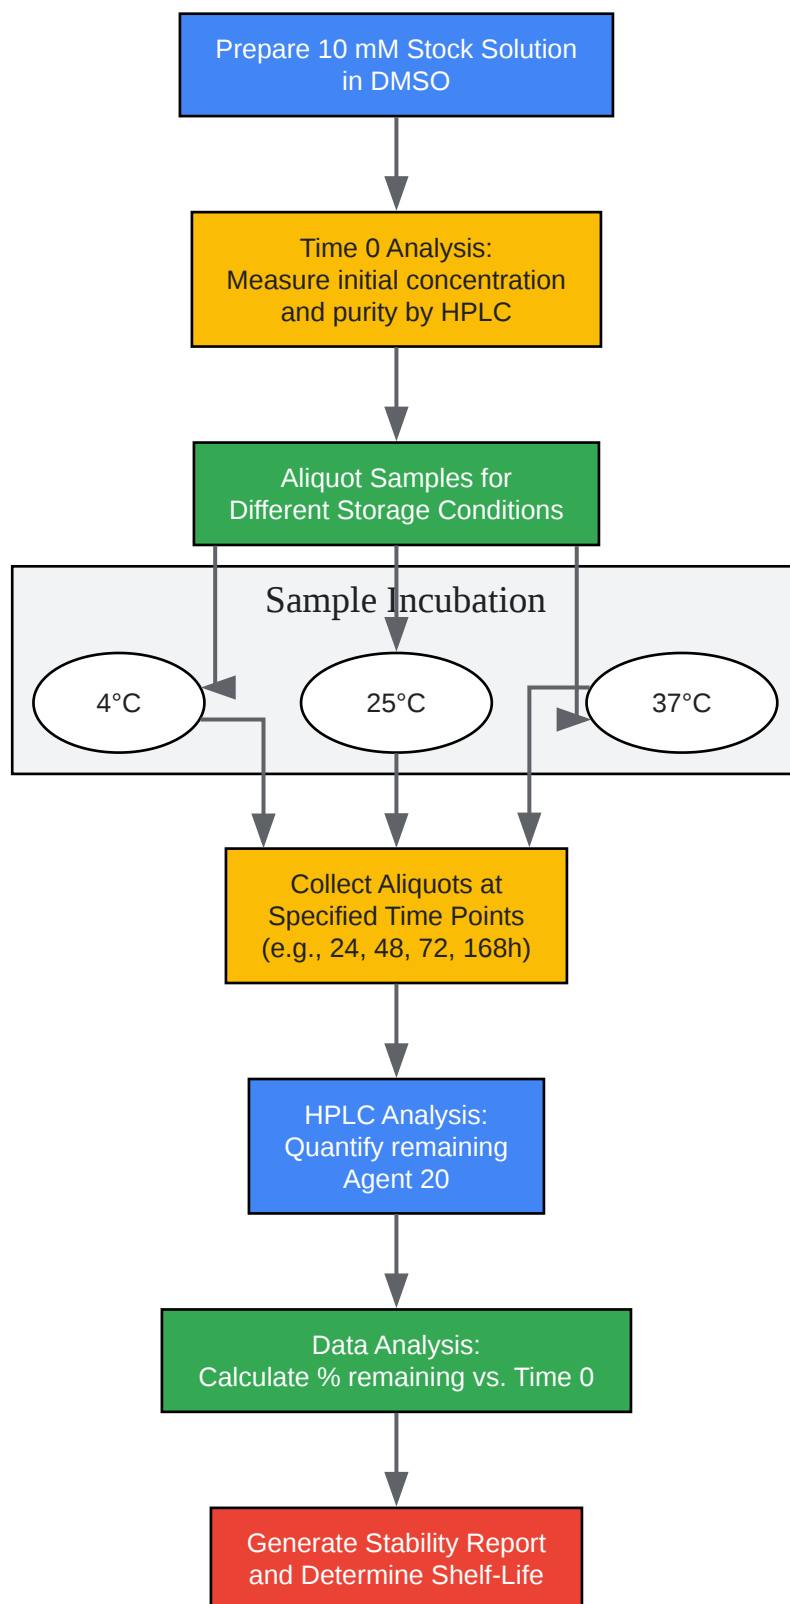 Prepare 10 mM Stock Solution
in DMSO
Time 0 Analysis:
Measure initial concentration
and purity by HPLC
Aliquot Samples for
Different Storage Conditions
Sample Incubation
4°C
25°C
37°C
Collect Aliquots at
Specified Time Points
(e.g., 24, 48, 72, 168h)
HPLC Analysis:
Quantify remaining
Agent 20
Data Analysis:
Calculate % remaining vs. Time 0
Generate Stability Report
and Determine Shelf-Life